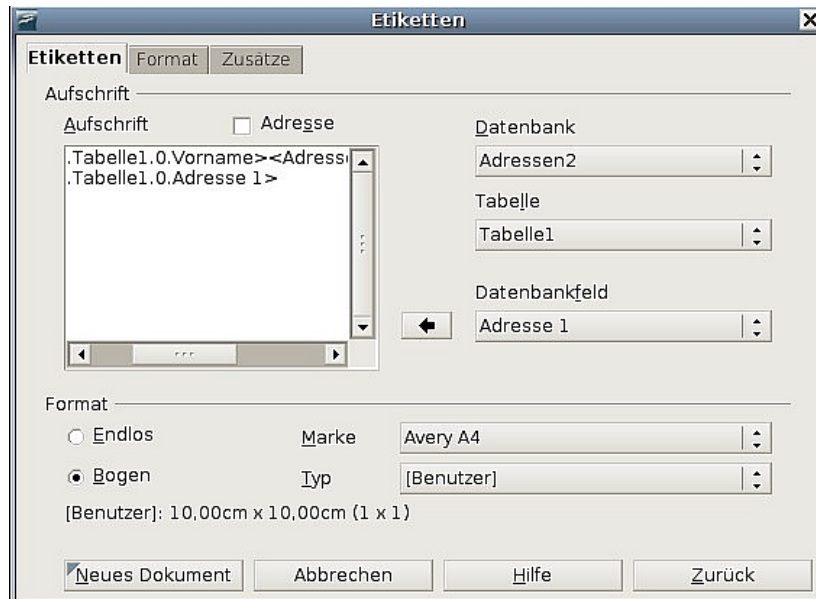 Etiketten
Etiketten Format Zusätze
Aufschrift
Aufschrift Adresse
.Tabelle1.0.Vorname><Adresse
.Tabelle1.0.Adresse 1>
Datenbank
Adressen2
Tabelle
Tabelle1
Datenbankfeld
Adresse 1
Format
Endlos
Marke Avery A4
Bogen
Typ [Benutzer]
[Benutzer]: 10,00cm x 10,00cm (1 x 1)
Neues Dokument Abbrechen Hilfe Zurück